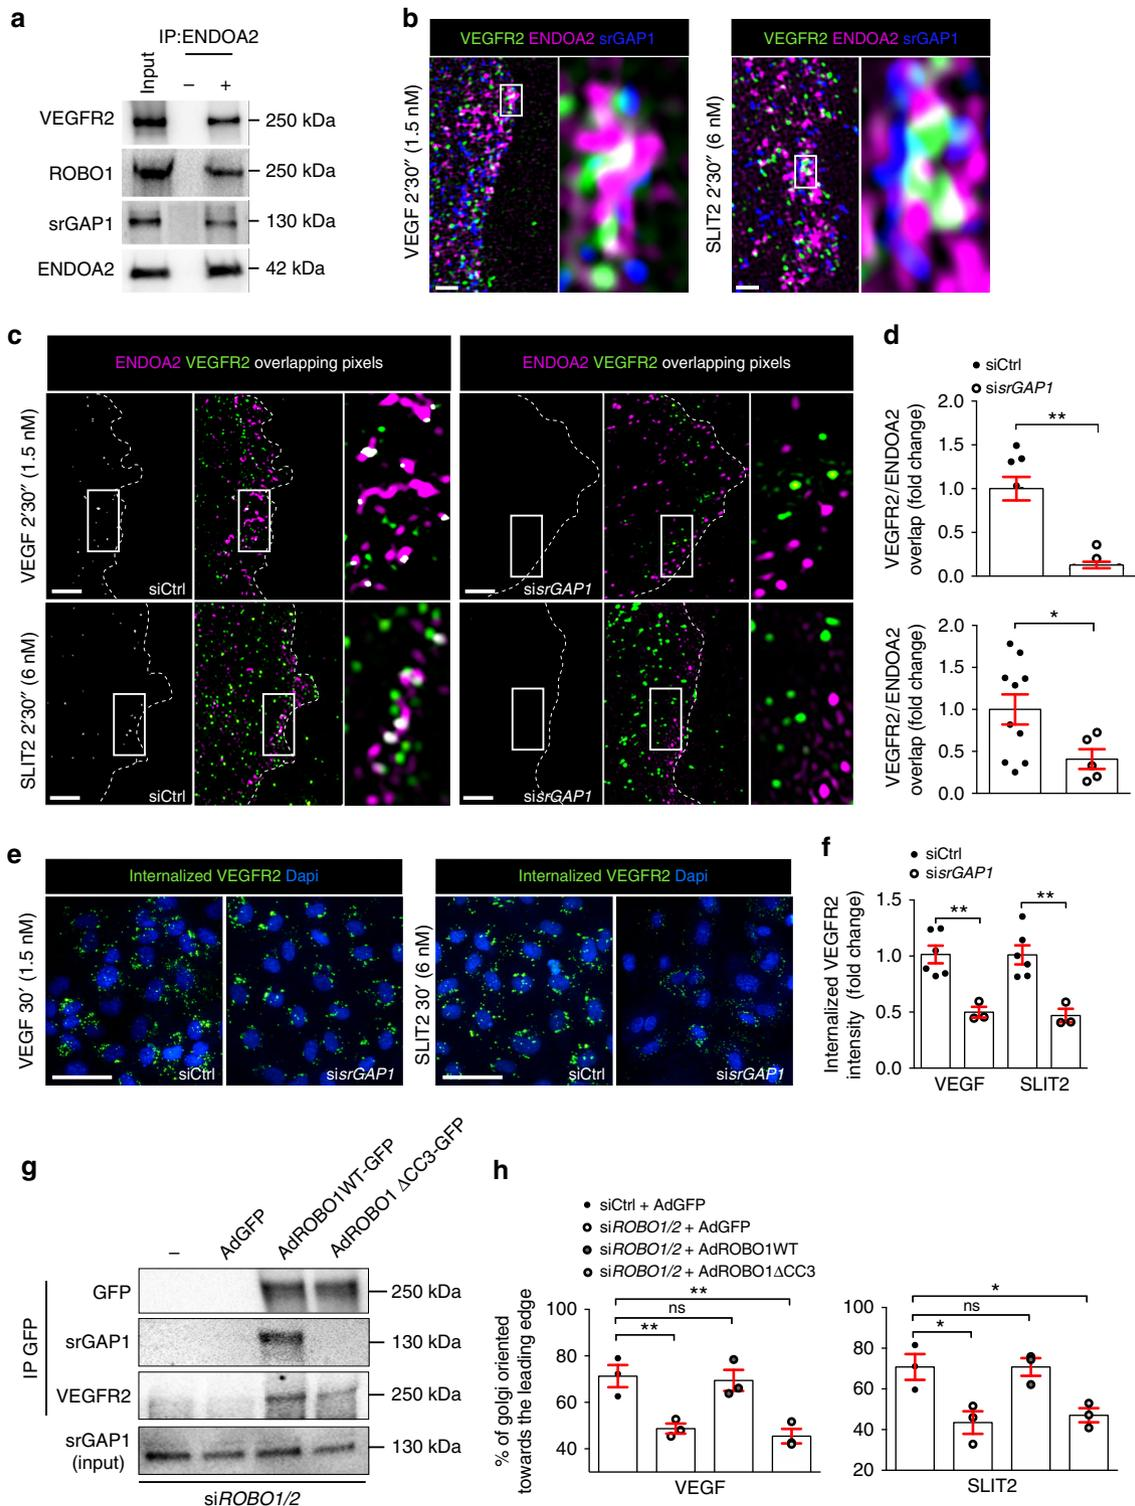 a
IP:ENDOA2
Input
–
+
VEGFR2
250 kDa
ROBO1
250 kDa
srGAP1
130 kDa
ENDOA2
42 kDa
b
VEGFR2 ENDOA2 srGAP1
VEGF 2′30″ (1.5 nM)
VEGFR2 ENDOA2 srGAP1
SLIT2 2′30″ (6 nM)
c
ENDOA2 VEGFR2 overlapping pixels
ENDOA2 VEGFR2 overlapping pixels
VEGF 2′30″ (1.5 nM)
siCtrl
sisrGAP1
SLIT2 2′30″ (6 nM)
siCtrl
sisrGAP1
d
siCtrl
sisrGAP1
VEGFR2/ENDOA2
overlap (fold change)
2.0
1.5
1.0
0.5
0.0
**
VEGFR2/ENDOA2
overlap (fold change)
2.0
1.5
1.0
0.5
0.0
*
e
Internalized VEGFR2 Dapi
Internalized VEGFR2 Dapi
VEGF 30′ (1.5 nM)
siCtrl
sisrGAP1
SLIT2 30′ (6 nM)
siCtrl
sisrGAP1
f
siCtrl
sisrGAP1
Internalized VEGFR2
intensity (fold change)
1.5
1.0
0.5
0.0
**
**
VEGF
SLIT2
g
–
AdGFP
AdROBO1WT-GFP
AdROBO1 ΔCC3-GFP
IP GFP
GFP
250 kDa
srGAP1
130 kDa
VEGFR2
250 kDa
srGAP1
(input)
130 kDa
siROBO1/2
h
siCtrl + AdGFP
siROBO1/2 + AdGFP
siROBO1/2 + AdROBO1WT
siROBO1/2 + AdROBO1ΔCC3
% of golgi oriented
towards the leading edge
100
80
60
40
**
ns
**
VEGF
100
80
60
40
20
*
ns
*
SLIT2